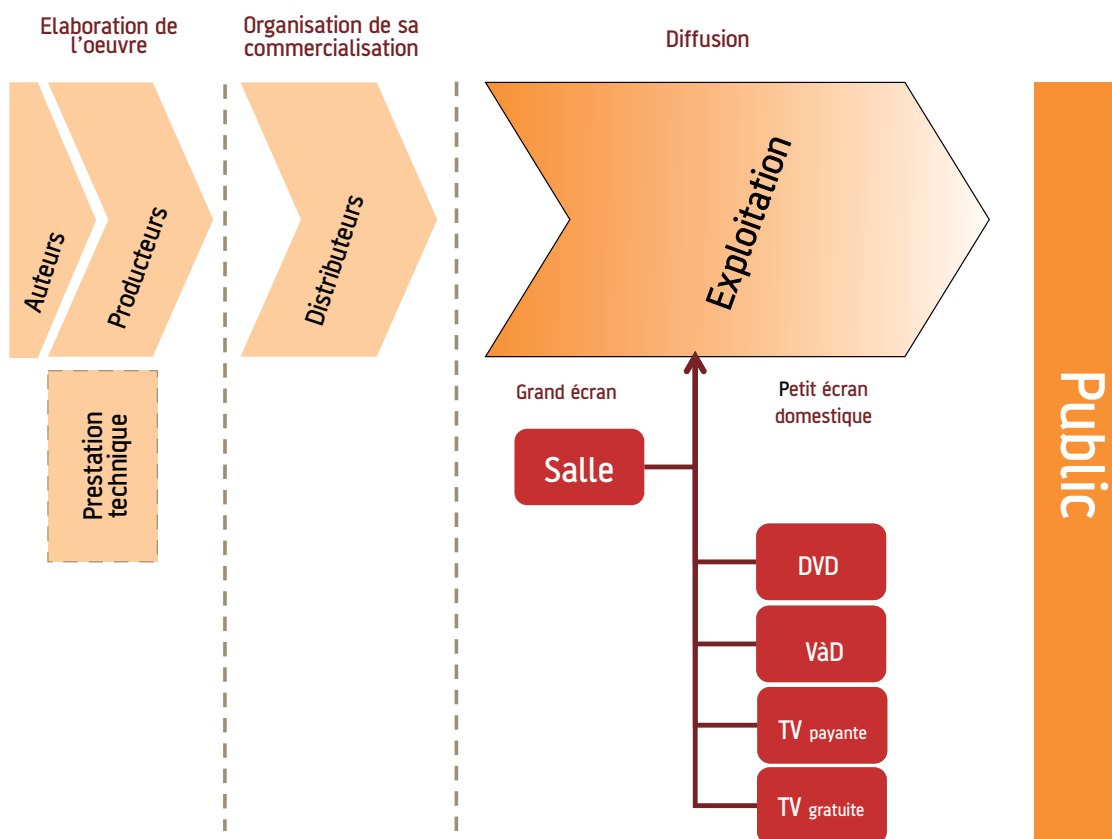 Elaboration de
l'oeuvre
Organisation de sa
commercialisation
Diffusion
Auteurs
Producteurs
Distributeurs
Exploitation
Prestation
technique
Grand écran
Petit écran
domestique
Salle
DVD
VàD
TV payante
TV gratuite
Public